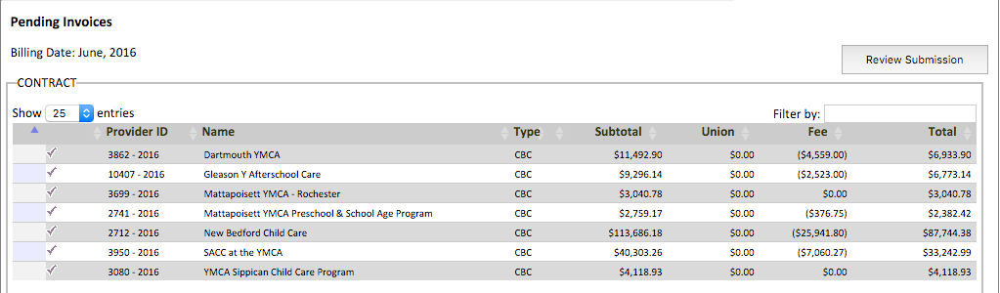 Pending Invoices
Billing Date: June, 2016
Review Submission
CONTRACT
Show 25 entries
Filter by:
Provider ID Name Type Subtotal Union Fee Total
3862 - 2016 Dartmouth YMCA CBC $11,492.90 $0.00 ($4,559.00) $6,933.90
10407 - 2016 Gleason Y Afterschool Care CBC $9,296.14 $0.00 ($2,523.00) $6,773.14
3699 - 2016 Mattapoisett YMCA - Rochester CBC $3,040.78 $0.00 $0.00 $3,040.78
2741 - 2016 Mattapoisett YMCA Preschool & School Age Program CBC $2,759.17 $0.00 ($376.75) $2,382.42
2712 - 2016 New Bedford Child Care CBC $113,686.18 $0.00 ($25,941.80) $87,744.38
3950 - 2016 SACC at the YMCA CBC $40,303.26 $0.00 ($7,060.27) $33,242.99
3080 - 2016 YMCA Sippican Child Care Program CBC $4,118.93 $0.00 $0.00 $4,118.93